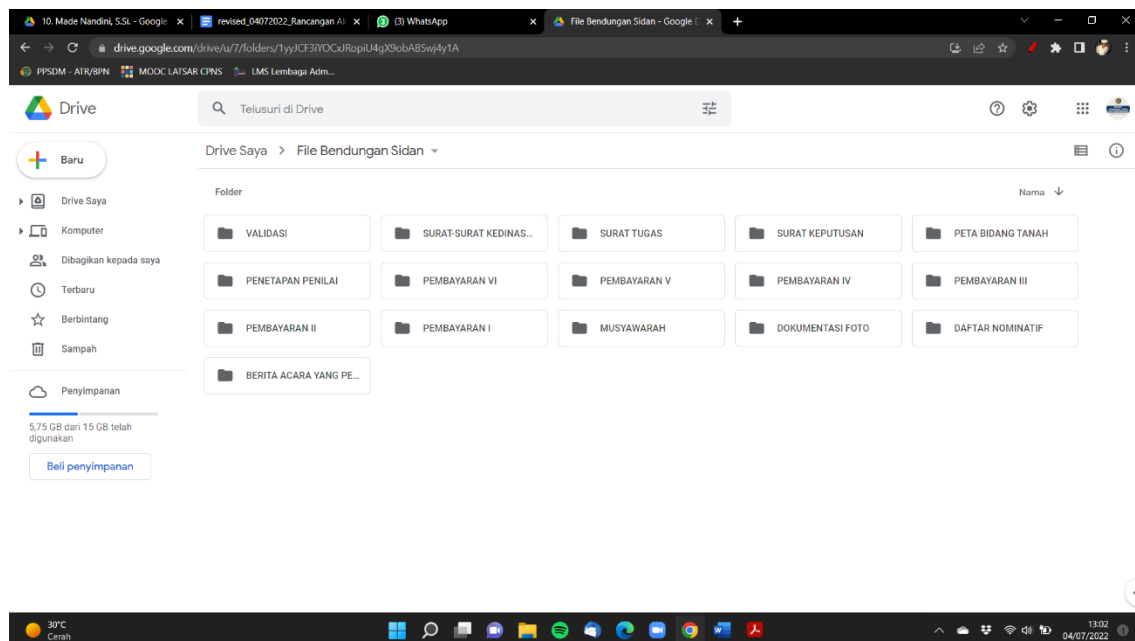 10. Made Nandini, S.Si. - Google
revised_04072022_Rancangan Ak
(3) WhatsApp
File Bendungan Sidan - Google D
drive.google.com/drive/u/7/folders/1yyJCF3iYOCxJRopiU4gX9obABSwj4y1A
PPSDM - ATR/BPN
MOOC LATSAR CPNS
LMS Lembaga Adm...
Drive
Telusuri di Drive
Baru
Drive Saya > File Bendungan Sidan
Drive Saya
Komputer
Dibagikan kepada saya
Terbaru
Berbintang
Sampah
Penyimpanan
5,75 GB dari 15 GB telah
digunakan
Beli penyimpanan
Folder
Nama
VALIDASI
SURAT-SURAT KEDINAS...
SURAT TUGAS
SURAT KEPUTUSAN
PETA BIDANG TANAH
PENETAPAN PENILAI
PEMBAYARAN VI
PEMBAYARAN V
PEMBAYARAN IV
PEMBAYARAN III
PEMBAYARAN II
PEMBAYARAN I
MUSYAWARAH
DOKUMENTASI FOTO
DAFTAR NOMINATIF
BERITA ACARA YANG PE...
30°C
Cerah
13:02
04/07/2022